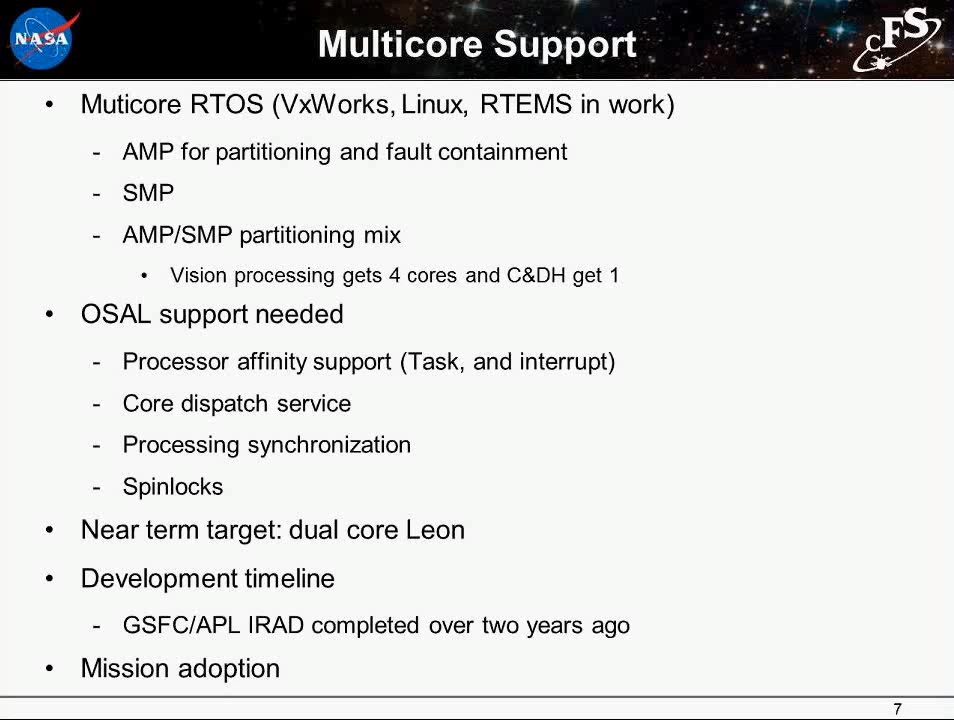 NASA
Multicore Support
cFS
• Muticore RTOS (VxWorks, Linux, RTEMS in work)
- AMP for partitioning and fault containment
- SMP
- AMP/SMP partitioning mix
• Vision processing gets 4 cores and C&DH get 1
• OSAL support needed
- Processor affinity support (Task, and interrupt)
- Core dispatch service
- Processing synchronization
- Spinlocks
• Near term target: dual core Leon
• Development timeline
- GSFC/APL IRAD completed over two years ago
• Mission adoption
7